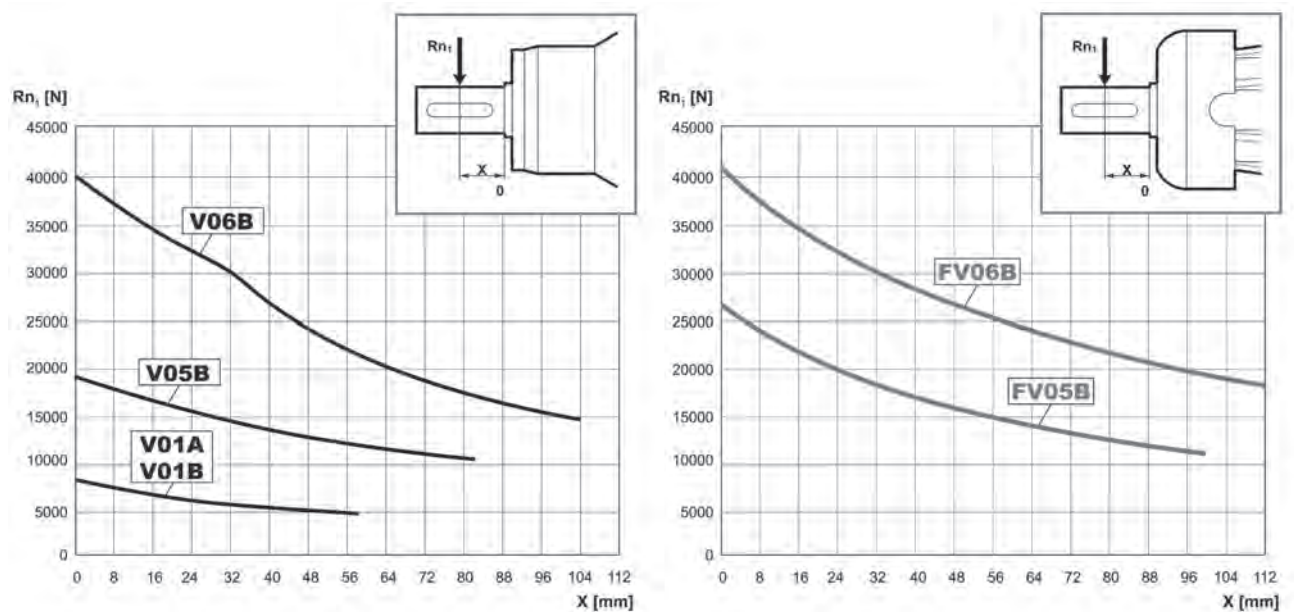 Rn₁
X
0
Rn₁ [N]
45000
40000
35000
30000
25000
20000
15000
10000
5000
0
V06B
V05B
V01A
V01B
0 8 16 24 32 40 48 56 64 72 80 88 96 104 112
X [mm]
Rn₁
X
0
Rn₁ [N]
45000
40000
35000
30000
25000
20000
15000
10000
5000
0
FV06B
FV05B
0 8 16 24 32 40 48 56 64 72 80 88 96 104 112
X [mm]